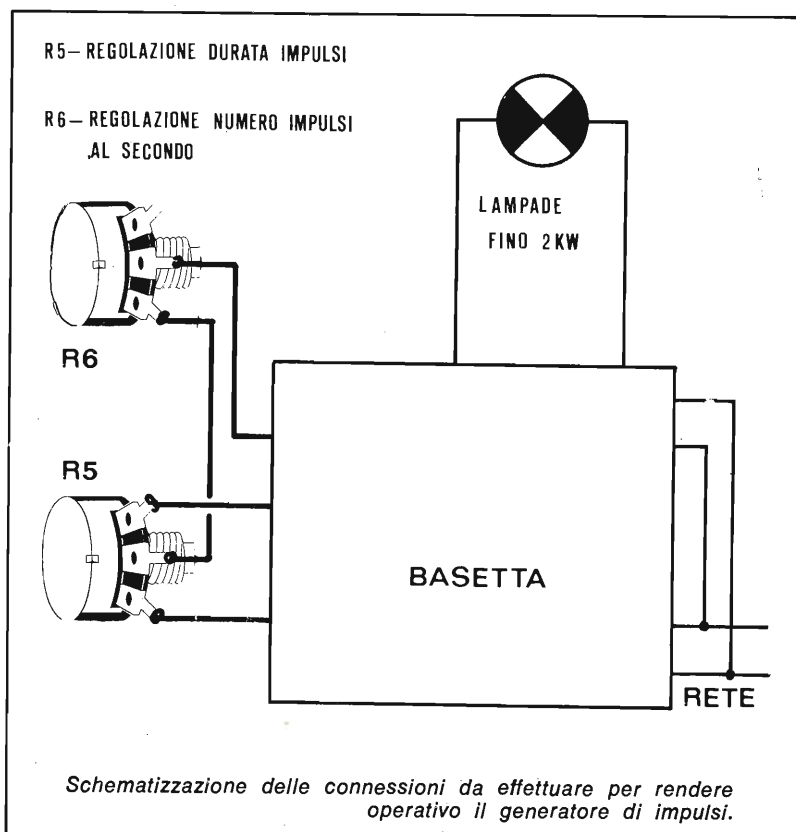 R5-REGOLAZIONE DURATA IMPULSI
R6-REGOLAZIONE NUMERO IMPULSI
AL SECONDO
LAMPADE
FINO 2KW
R6
R5
BASETTA
RETE
Schematizzazione delle connessioni da effettuare per rendere
operativo il generatore di impulsi.